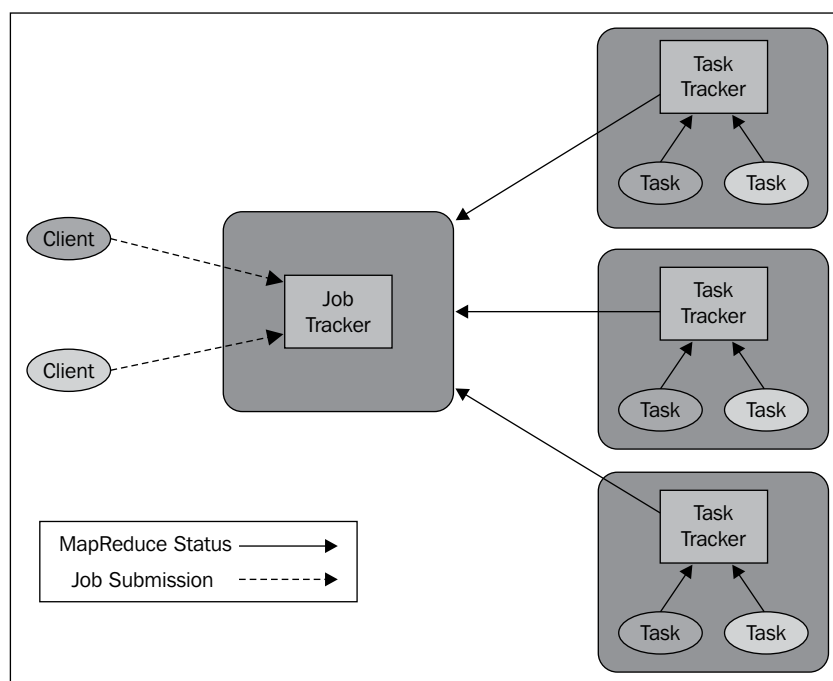 Client
Client
Job
Tracker
Task
Tracker
Task
Task
Task
Tracker
Task
Task
Task
Tracker
Task
Task
MapReduce Status
Job Submission